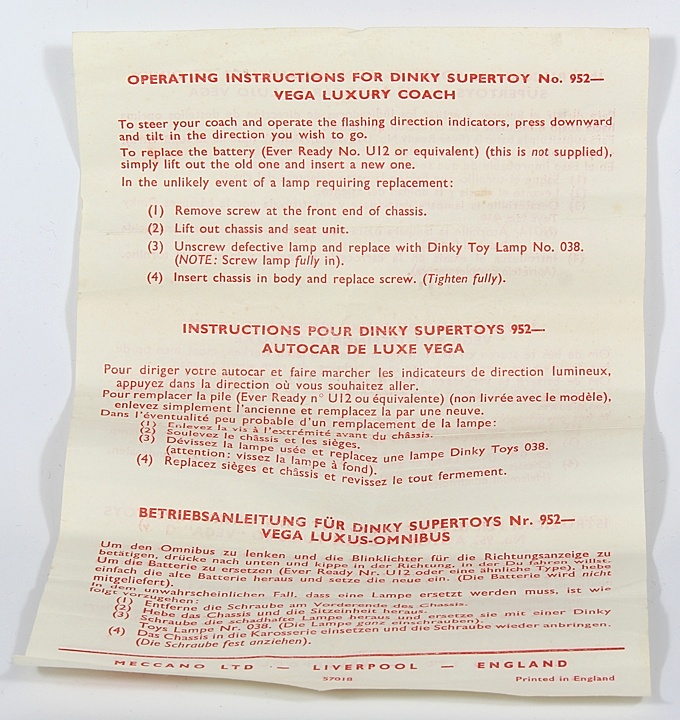 OPERATING INSTRUCTIONS FOR DINKY SUPERTOY No. 952—
VEGA LUXURY COACH
To steer your coach and operate the flashing direction indicators, press downward
and tilt in the direction you wish to go.
To replace the battery (Ever Ready No. U12 or equivalent) (this is not supplied),
simply lift out the old one and insert a new one.
In the unlikely event of a lamp requiring replacement:
(1) Remove screw at the front end of chassis.
(2) Lift out chassis and seat unit.
(3) Unscrew defective lamp and replace with Dinky Toy Lamp No. 038.
(NOTE: Screw lamp fully in).
(4) Insert chassis in body and replace screw. (Tighten fully).
INSTRUCTIONS POUR DINKY SUPERTOYS 952—
AUTOCAR DE LUXE VEGA
Pour diriger votre autocar et faire marcher les indicateurs de direction lumineux,
appuyez dans la direction où vous souhaitez aller.
Pour remplacer la pile (Ever Ready n° U12 ou équivalente) (non livrée avec le modèle),
enlevez simplement l'ancienne et remplacez la par une neuve.
Dans l'éventualité peu probable d'un remplacement de la lampe:
(1) Enlevez la vis à l'extrémité avant du châssis.
(2) Soulevez le châssis et les sièges.
(3) Dévissez la lampe usée et replacez une lampe Dinky Toys 038.
(attention: vissez la lampe à fond).
(4) Replacez sièges et châssis et revissez le tout fermement.
BETRIEBSANLEITUNG FÜR DINKY SUPERTOYS Nr. 952—
VEGA LUXUS-OMNIBUS
Um den Omnibus zu lenken und die Blinklichter für die Richtungsanzeige zu
betätigen, drücke nach unten und kippe in der Richtung, in der Du fahren willst.
Um die Batterie zu ersetzen (Ever Ready Nr. U12 oder eine ähnliche Type), hebe
einfach die alte Batterie heraus und setze die neue ein. (Die Batterie wird nicht
mitgeliefert).
In dem unwahrscheinlichen Fall, dass eine Lampe ersetzt werden muss, ist wie
folgt vorzugehen:
(1) Entferne die Schraube am Vorderende des Chassis.
(2) Hebe das Chassis und die Sitzeinheit heraus.
(3) Schraube die schadhafte Lampe heraus und ersetze sie mit einer Dinky
Toys Lampe Nr. 038. (Die Lampe ganz einschrauben).
(4) Das Chassis in die Karosserie einsetzen und die Schraube wieder anbringen.
(Die Schraube fest anziehen).
MECCANO LTD — LIVERPOOL — ENGLAND
57018 Printed in England